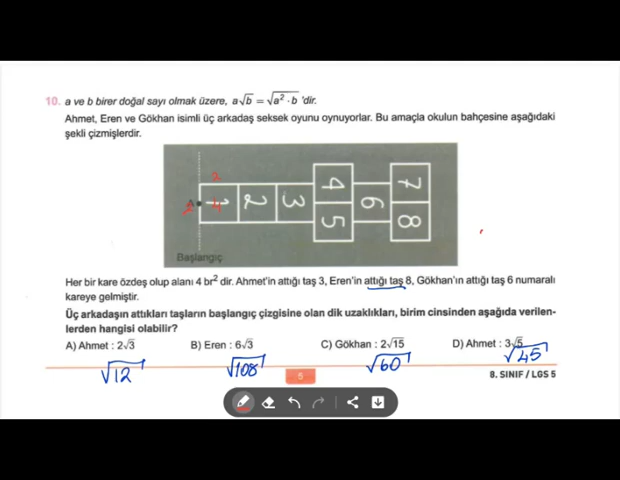 10. a ve b birer doğal sayı olmak üzere, a√b = √a² · b 'dir.
Ahmet, Eren ve Gökhan isimli üç arkadaş seksek oyunu oynuyorlar. Bu amaçla okulun bahçesine aşağıdaki
şekli çizmişlerdir.
2
A 2 1 4 2 3 4 5 6 7 8
Başlangıç
Her bir kare özdeş olup alanı 4 br² dir. Ahmet'in attığı taş 3, Eren'in attığı taş 8, Gökhan'ın attığı taş 6 numaralı
kareye gelmiştir.
Üç arkadaşın attıkları taşların başlangıç çizgisine olan dik uzaklıkları, birim cinsinden aşağıda verilen-
lerden hangisi olabilir?
A) Ahmet : 2√3 B) Eren : 6√3 C) Gökhan : 2√15 D) Ahmet : 3√5
√12 √108 √60 √45
5 8. SINIF / LGS 5